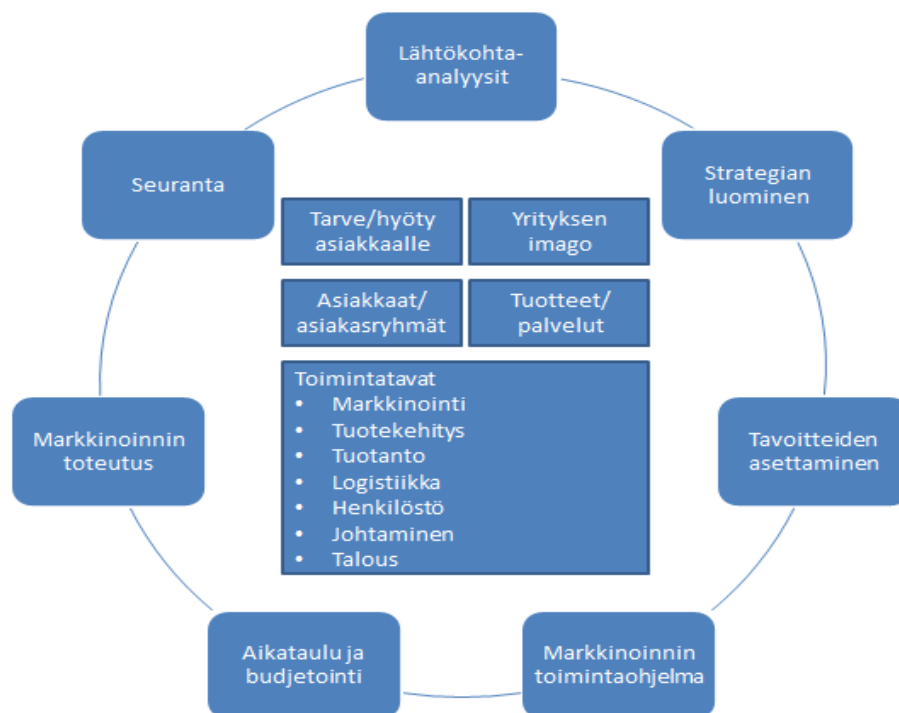 Lähtökohta-
analyysit
Strategian
luominen
Tavoitteiden
asettaminen
Markkinoinnin
toimintaohjelma
Aikataulu ja
budjetointi
Markkinoinnin
toteutus
Seuranta
Tarve/hyöty
asiakkaalle
Yrityksen
imago
Asiakkaat/
asiakasryhmät
Tuotteet/
palvelut
Toimintatavat
• Markkinointi
• Tuotekehitys
• Tuotanto
• Logistiikka
• Henkilöstö
• Johtaminen
• Talous